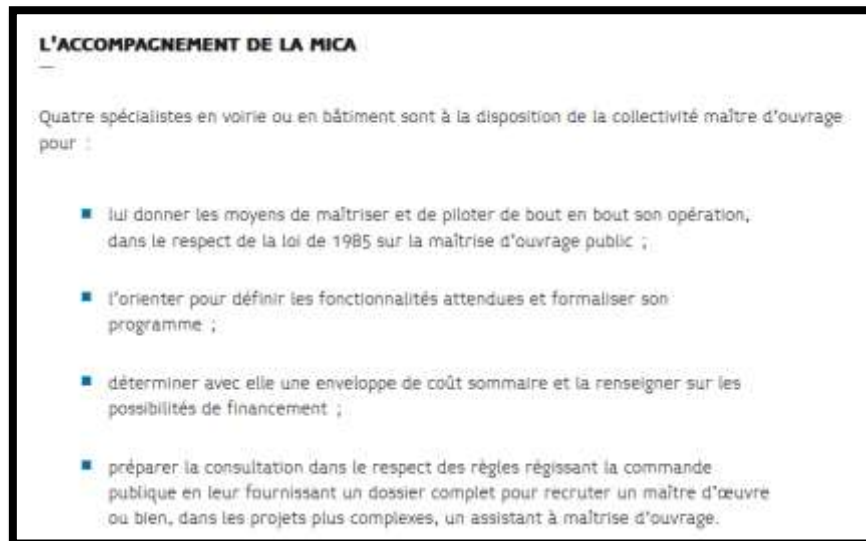 L'ACCOMPAGNEMENT DE LA MICA
Quatre spécialistes en voirie ou en bâtiment sont à la disposition de la collectivité maître d'ouvrage
pour :
lui donner les moyens de maîtriser et de piloter de bout en bout son opération,
dans le respect de la loi de 1985 sur la maîtrise d'ouvrage public ;
l'orienter pour définir les fonctionnalités attendues et formaliser son
programme ;
déterminer avec elle une enveloppe de coût sommaire et la renseigner sur les
possibilités de financement ;
préparer la consultation dans le respect des règles régissant la commande
publique en leur fournissant un dossier complet pour recruter un maître d'œuvre
ou bien, dans les projets plus complexes, un assistant à maîtrise d'ouvrage.